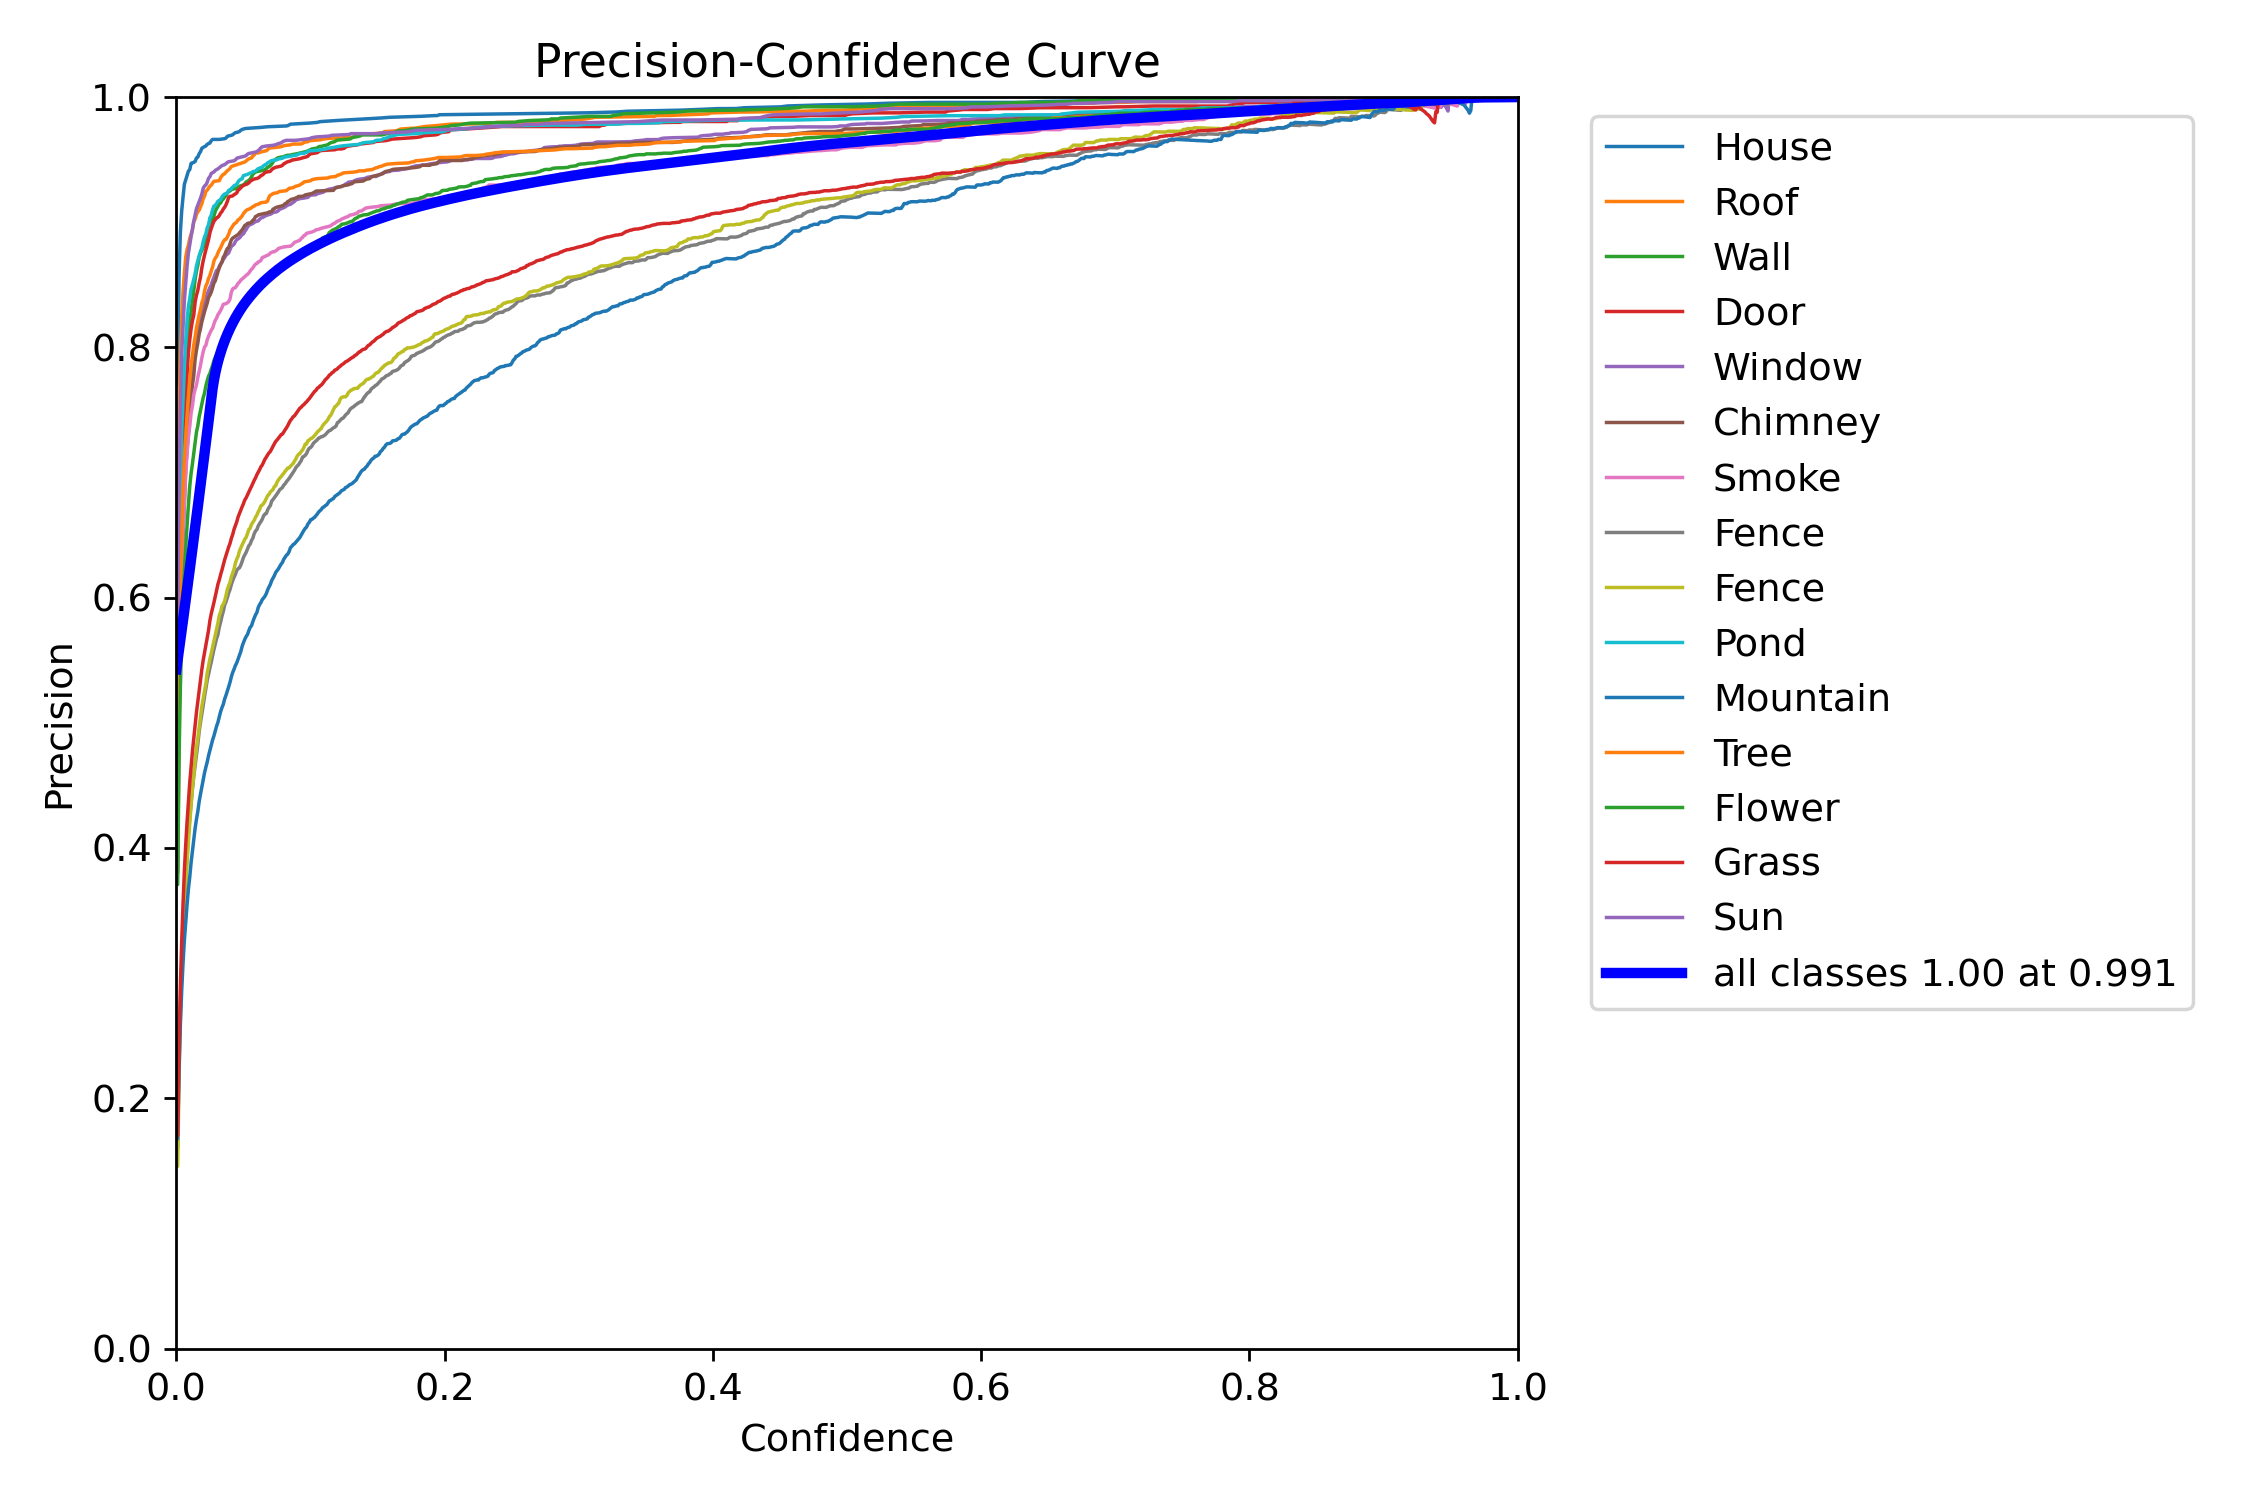 Precision-Confidence Curve
1.0
0.8
0.6
0.4
0.2
0.0
Precision
0.0 0.2 0.4 0.6 0.8 1.0
Confidence
House
Roof
Wall
Door
Window
Chimney
Smoke
Fence
Fence
Pond
Mountain
Tree
Flower
Grass
Sun
all classes 1.00 at 0.991